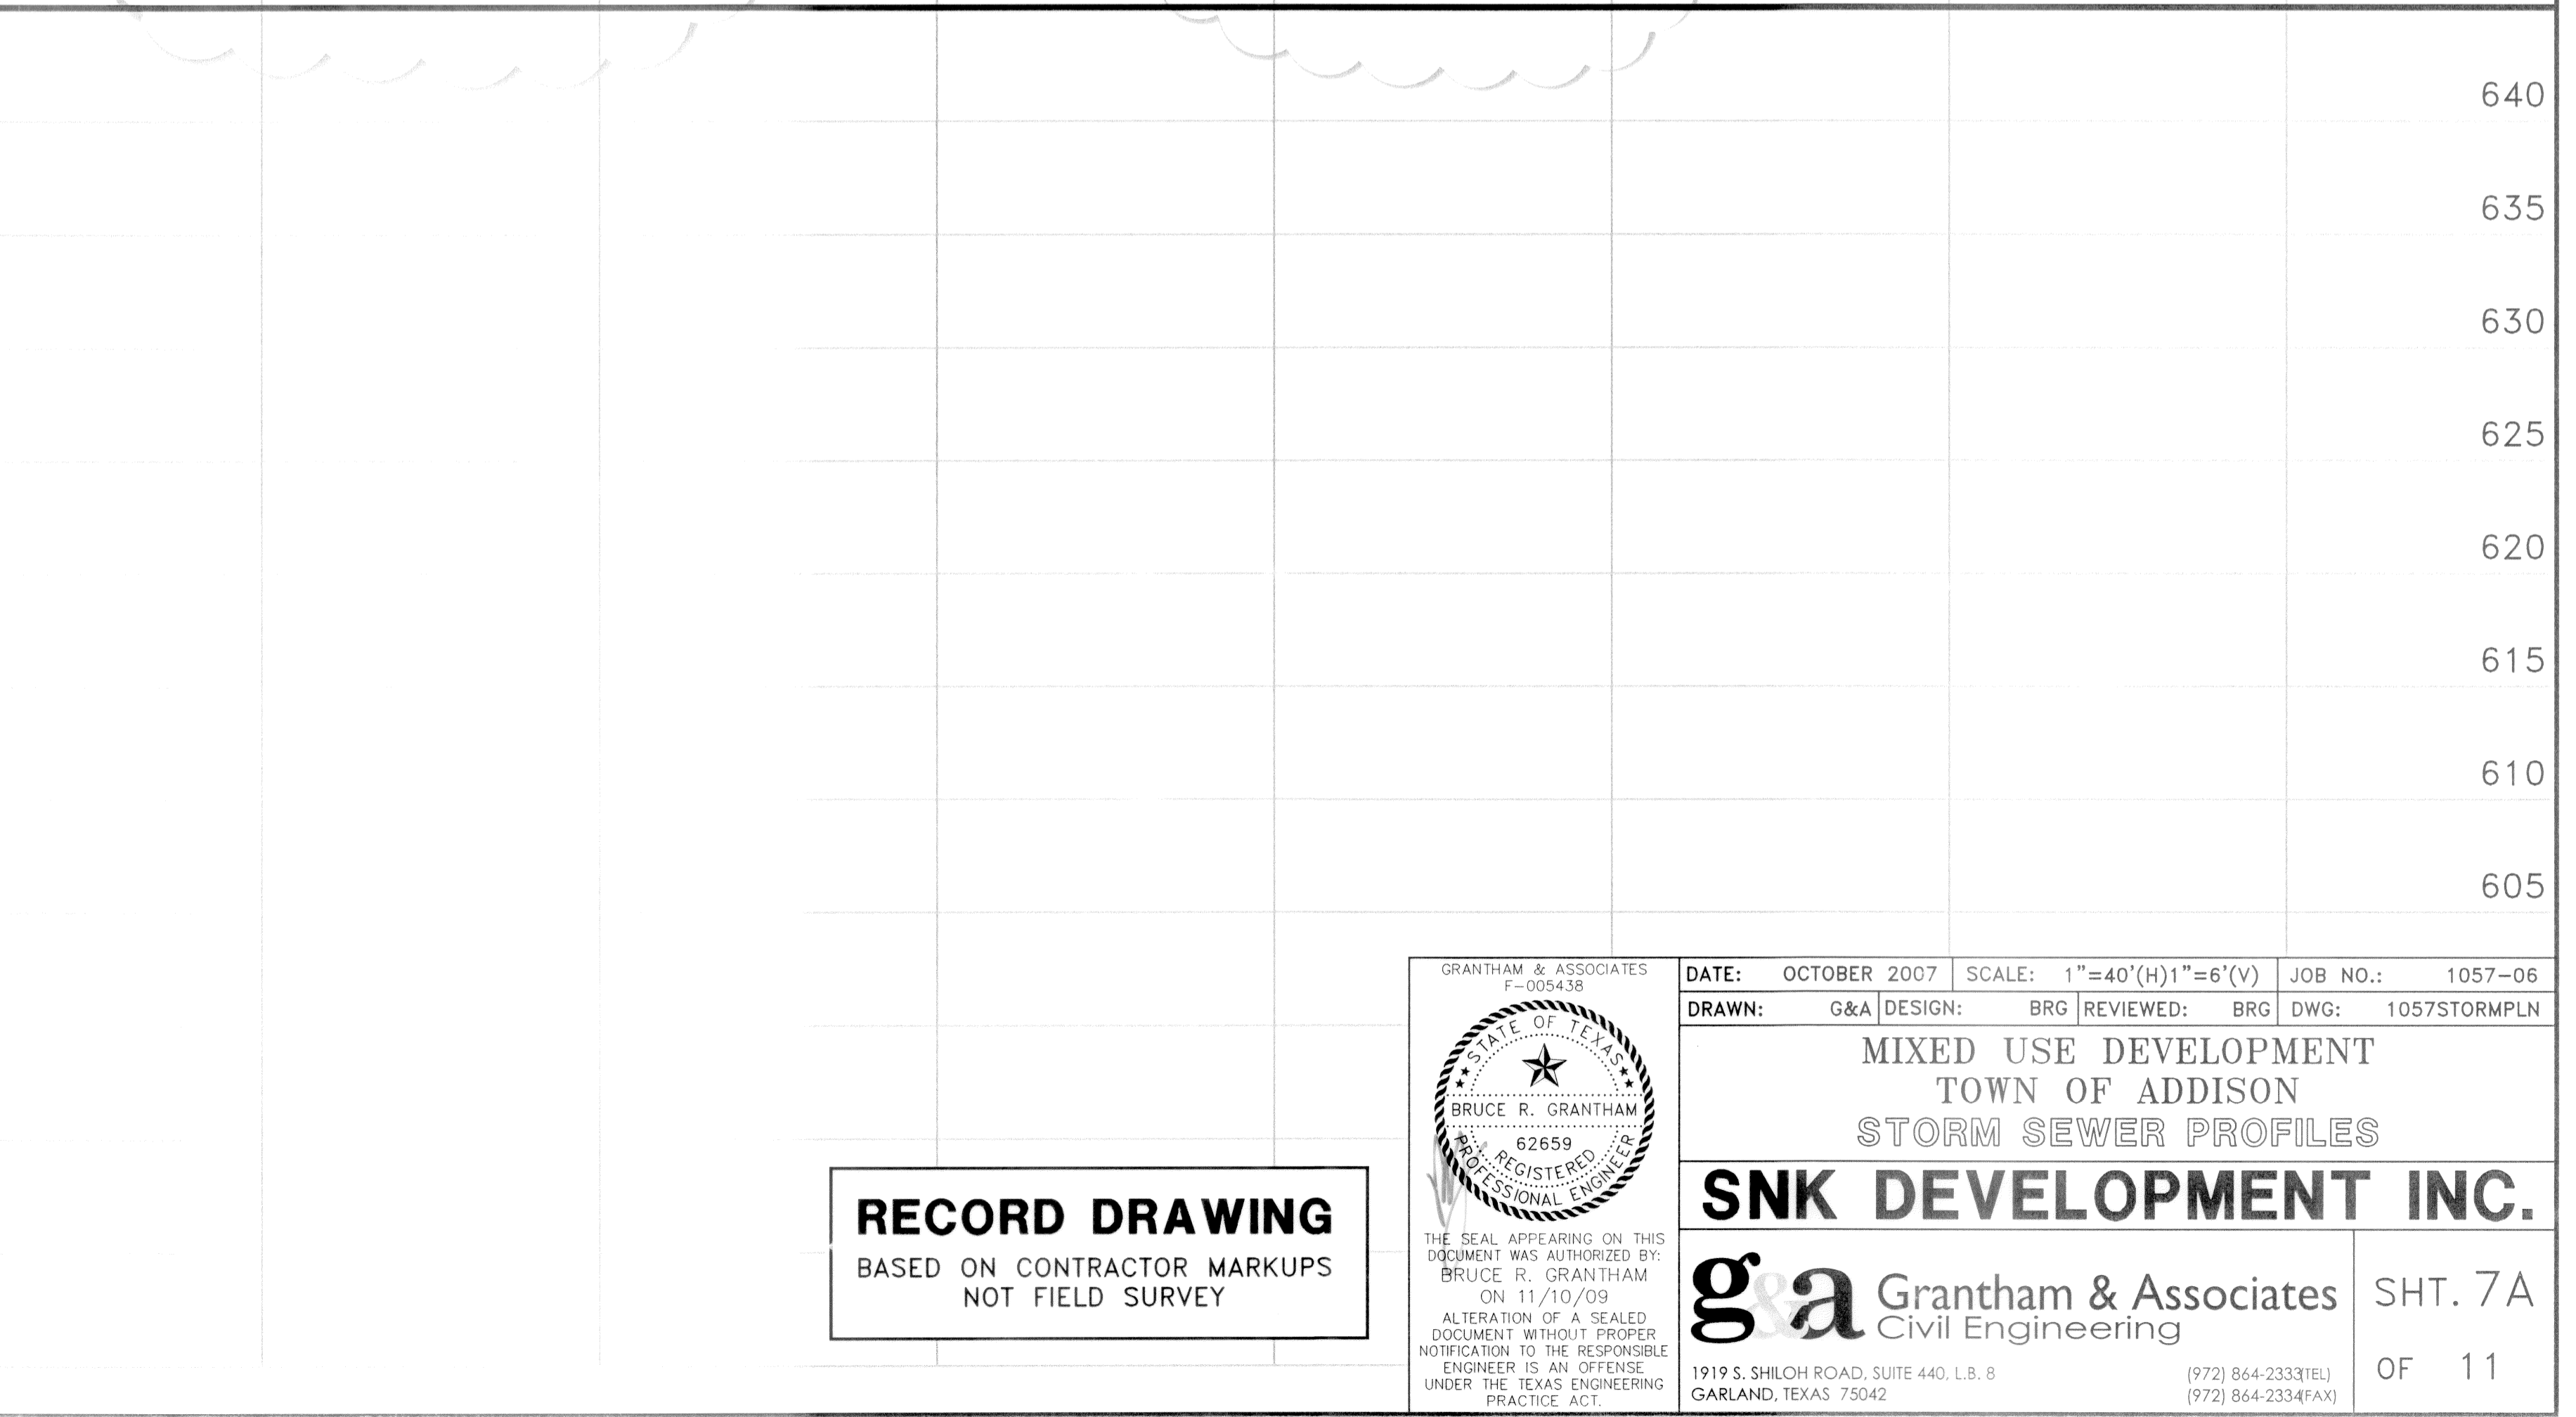 640
635
630
625
620
615
610
605
RECORD DRAWING
BASED ON CONTRACTOR MARKUPS
NOT FIELD SURVEY
GRANTHAM & ASSOCIATES
F-005438
STATE OF TEXAS
BRUCE R. GRANTHAM
62659
REGISTERED
PROFESSIONAL ENGINEER
THE SEAL APPEARING ON THIS
DOCUMENT WAS AUTHORIZED BY:
BRUCE R. GRANTHAM
ON 11/10/09
ALTERATION OF A SEALED
DOCUMENT WITHOUT PROPER
NOTIFICATION TO THE RESPONSIBLE
ENGINEER IS AN OFFENSE
UNDER THE TEXAS ENGINEERING
PRACTICE ACT.
DATE: OCTOBER 2007 SCALE: 1"=40'(H)1"=6'(V) JOB NO.: 1057-06
DRAWN: G&A DESIGN: BRG REVIEWED: BRG DWG: 1057STORMPLN
MIXED USE DEVELOPMENT
TOWN OF ADDISON
STORM SEWER PROFILES
SNK DEVELOPMENT INC.
g&a Grantham & Associates
Civil Engineering
1919 S. SHILOH ROAD, SUITE 440, L.B. 8 (972) 864-2333(TEL)
GARLAND, TEXAS 75042 (972) 864-2334(FAX)
SHT. 7A
OF 11